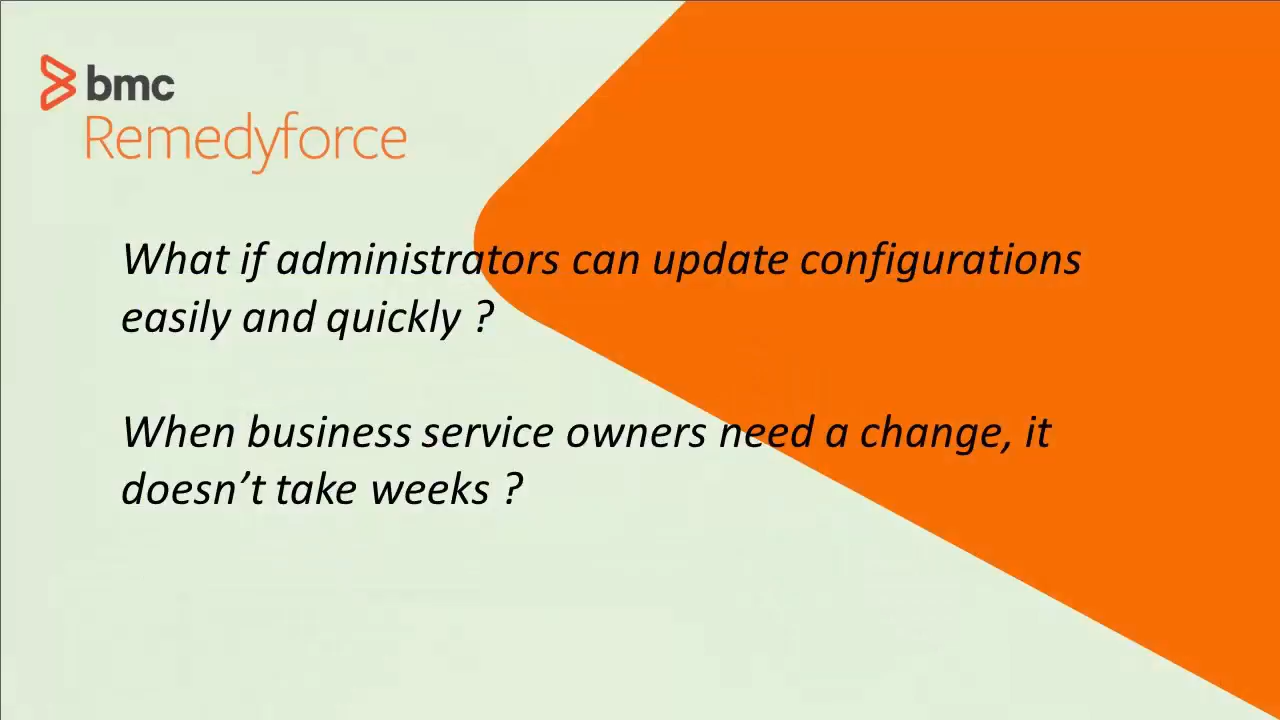 bmc
Remedyforce
What if administrators can update configurations
easily and quickly ?
When business service owners need a change, it
doesn’t take weeks ?